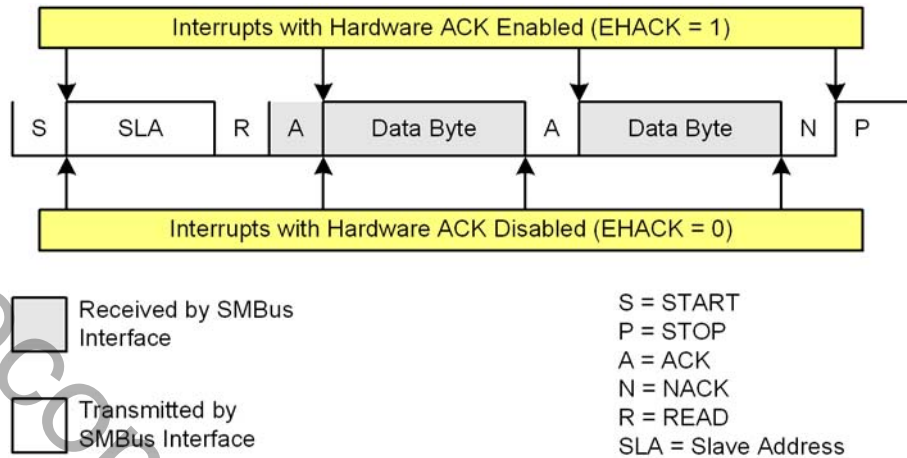 Interrupts with Hardware ACK Enabled (EHACK = 1)
S SLA R A Data Byte A Data Byte N P
Interrupts with Hardware ACK Disabled (EHACK = 0)
Received by SMBus
Interface
Transmitted by
SMBus Interface
S = START
P = STOP
A = ACK
N = NACK
R = READ
SLA = Slave Address